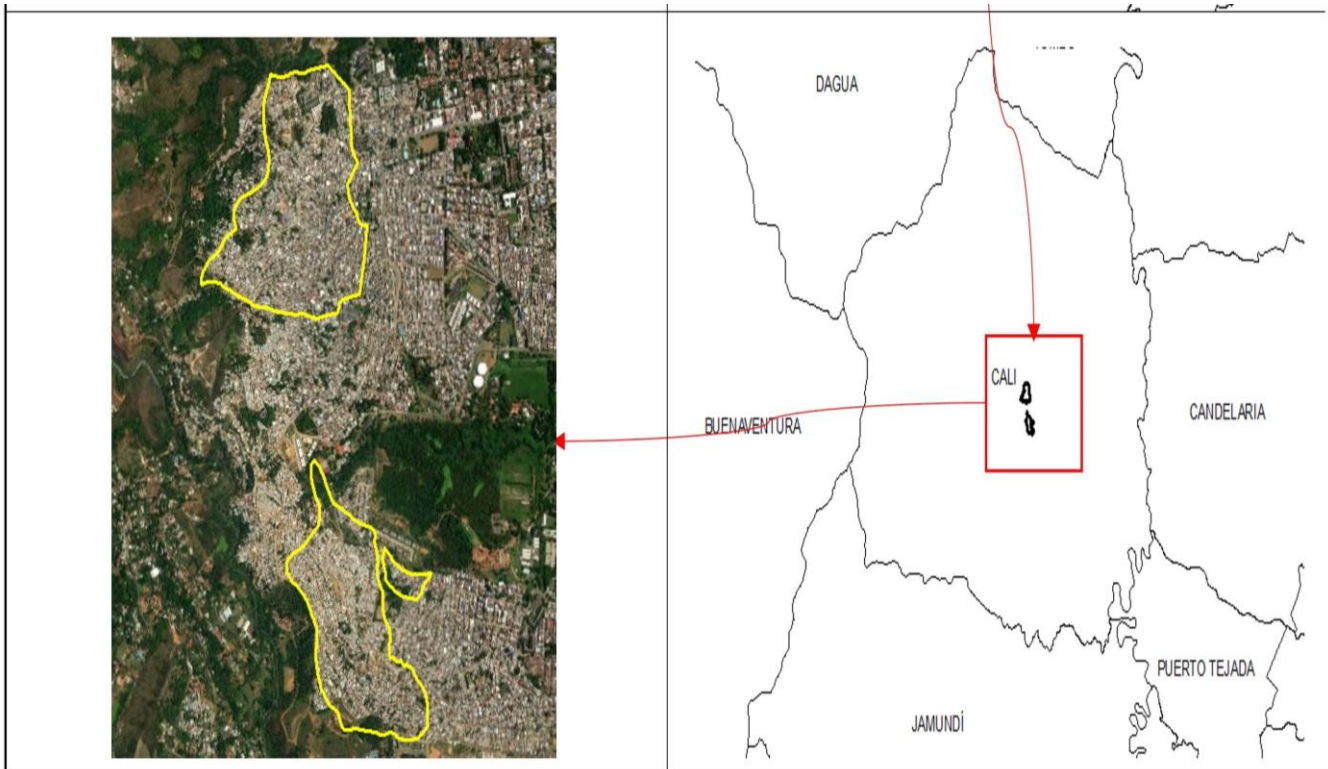 DAGUA
CALI
BUENAVENTURA
CANDELARIA
PUERTO TEJADA
JAMUNDÍ